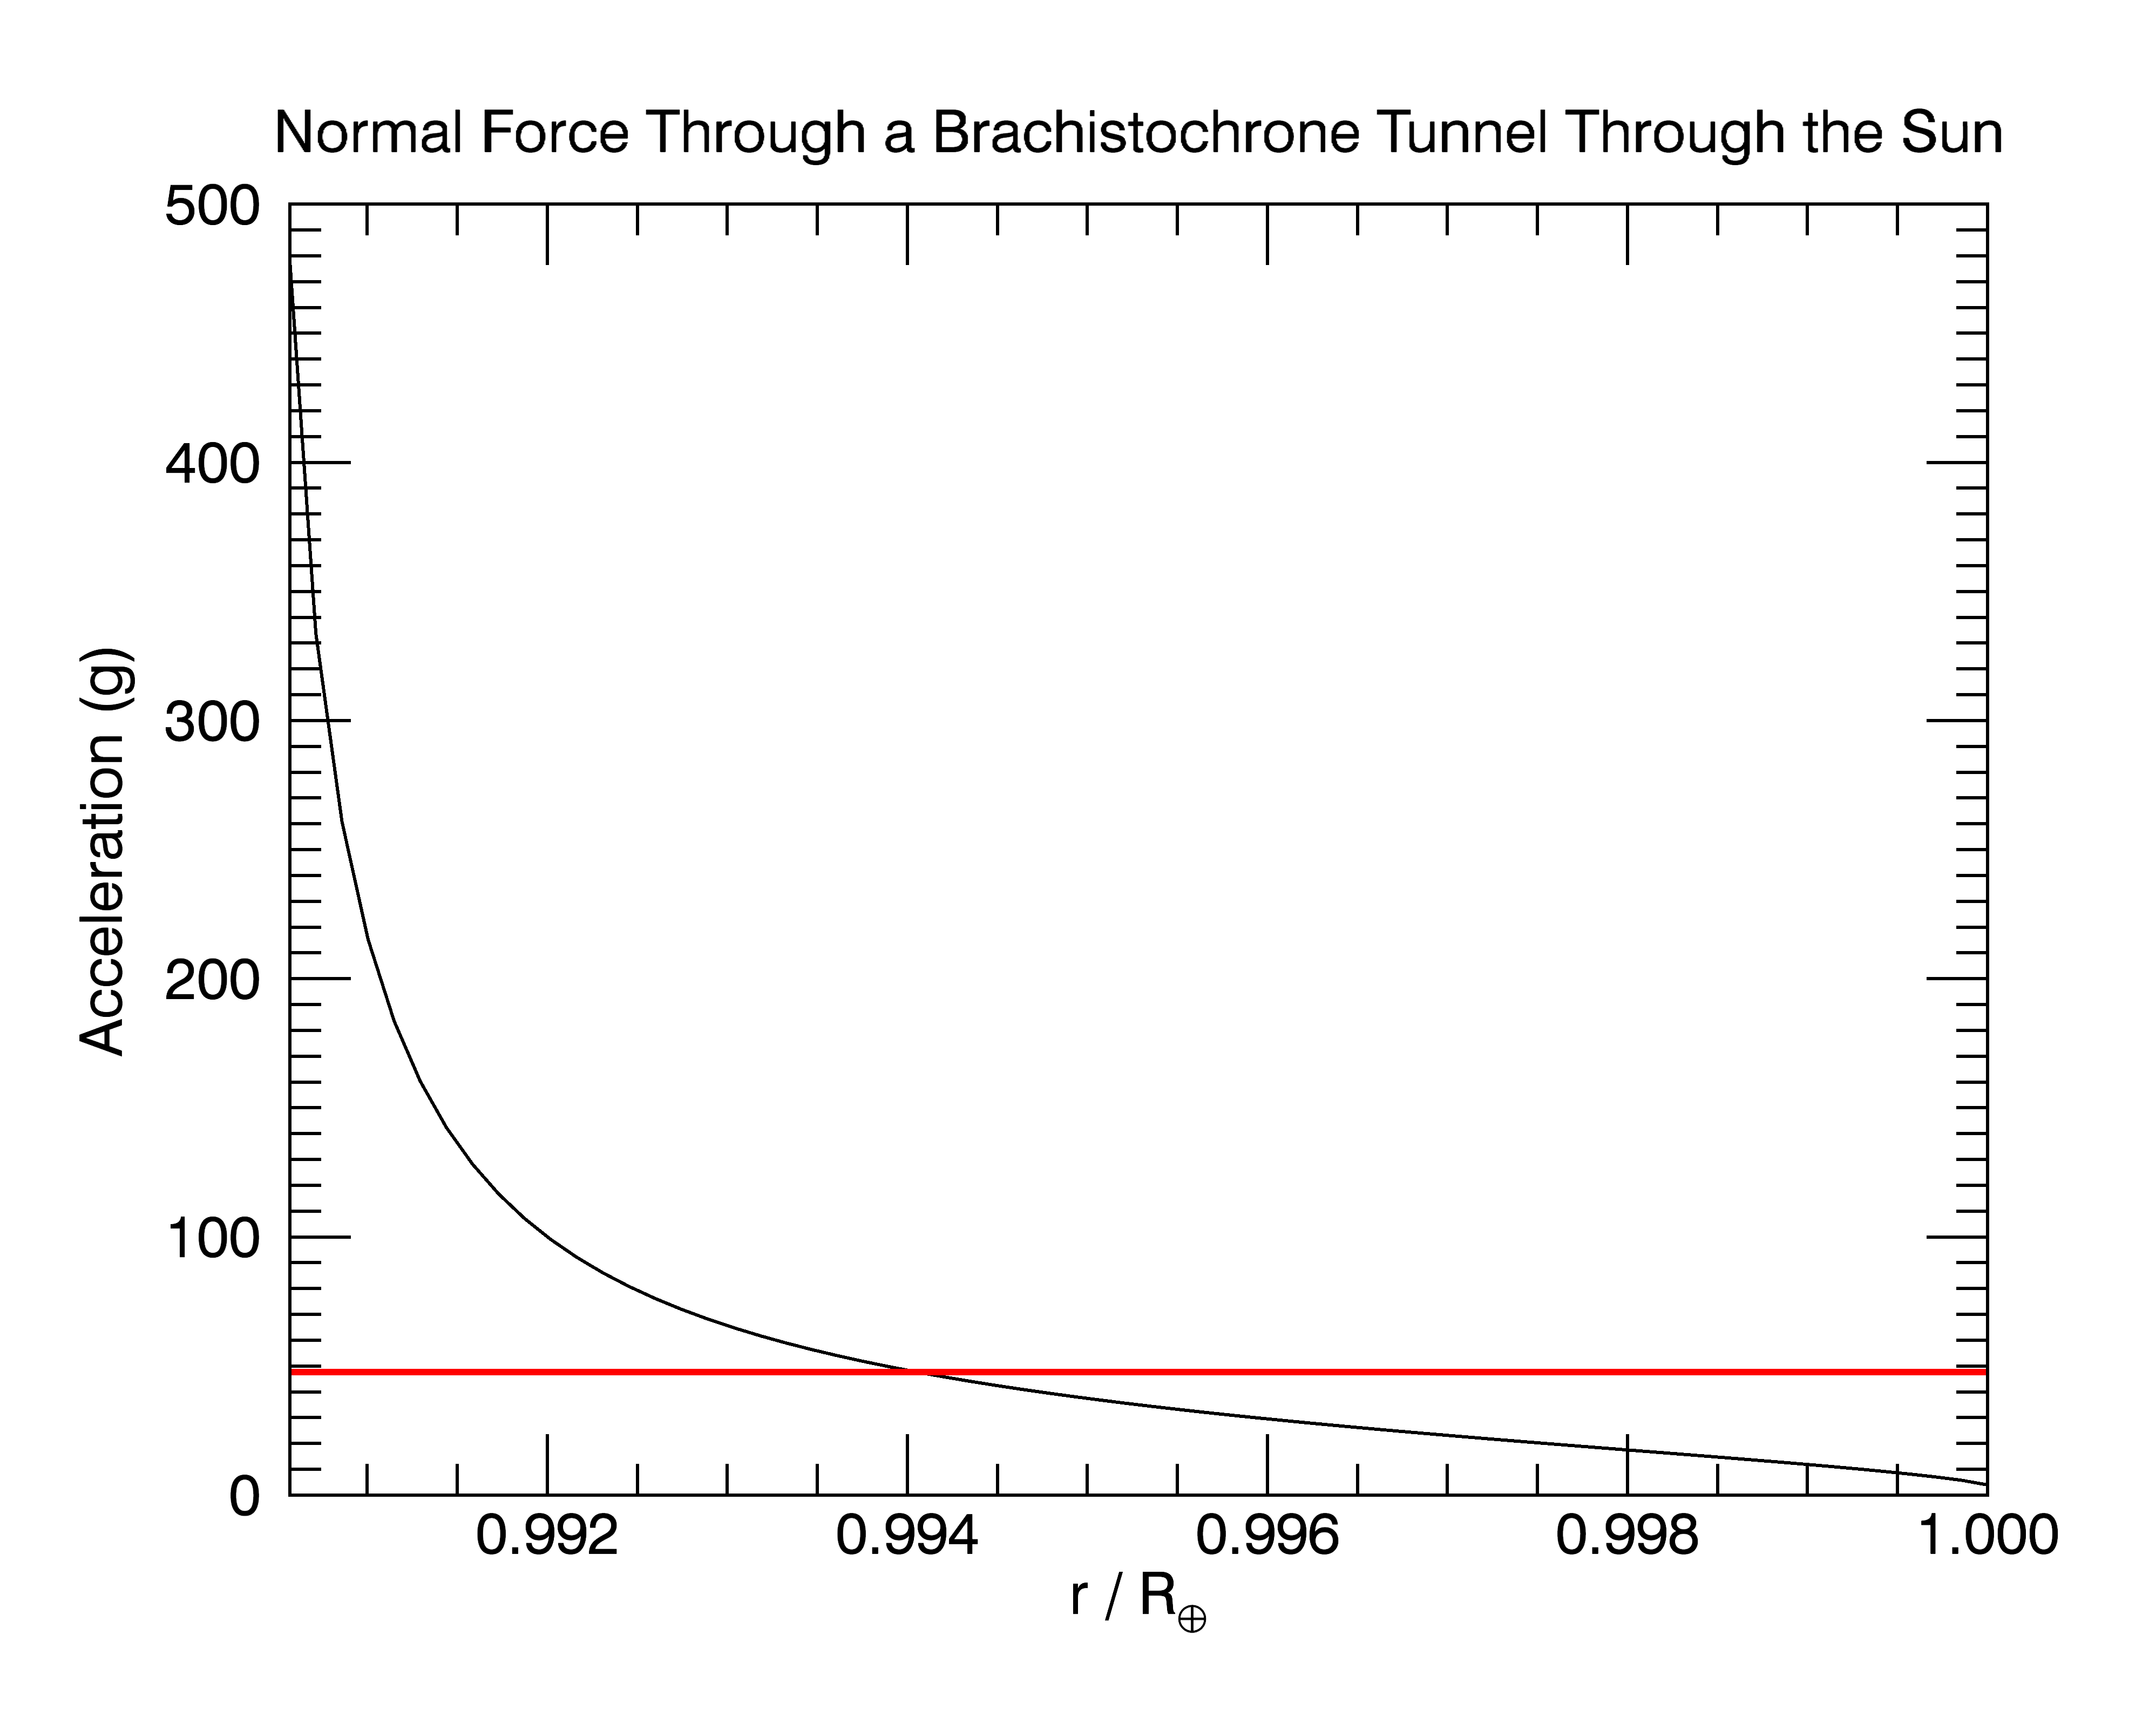 Normal Force Through a Brachistochrone Tunnel Through the Sun
500
400
300
200
100
0
Acceleration (g)
0.992 0.994 0.996 0.998 1.000
r / R⊕